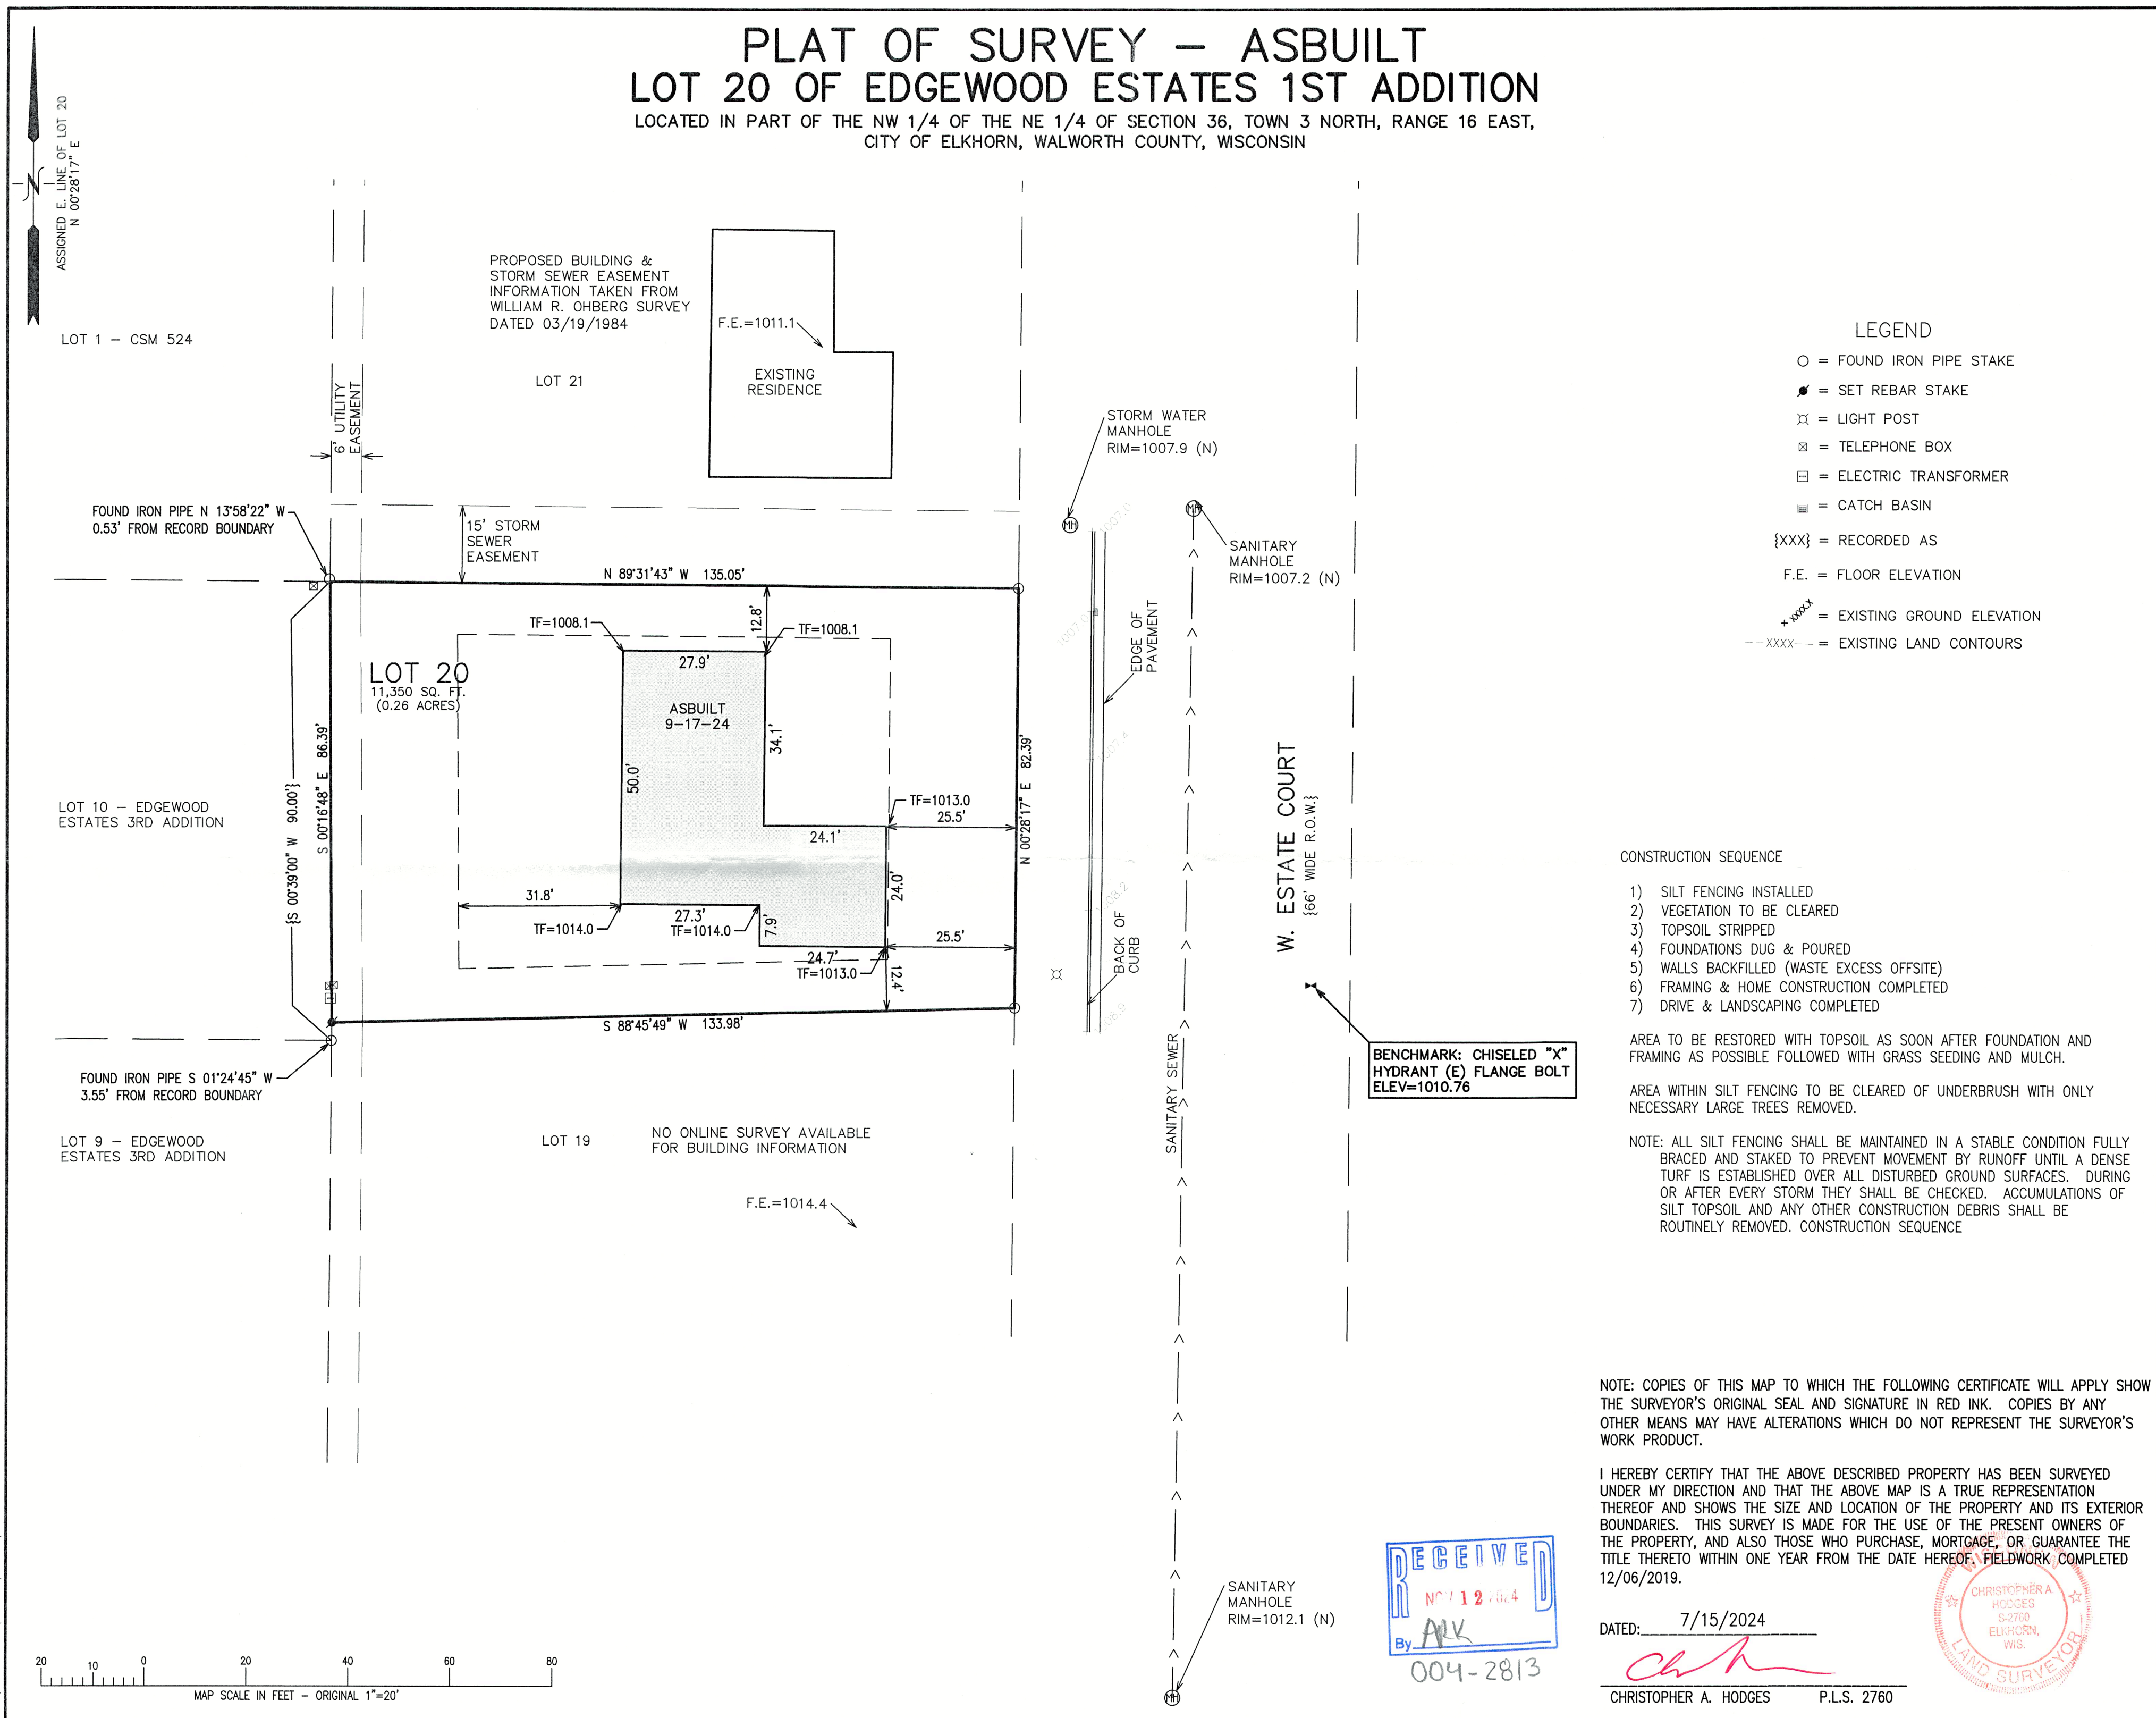 PLAT OF SURVEY – ASBUILT
LOT 20 OF EDGEWOOD ESTATES 1ST ADDITION
LOCATED IN PART OF THE NW 1/4 OF THE NE 1/4 OF SECTION 36, TOWN 3 NORTH, RANGE 16 EAST,
CITY OF ELKHORN, WALWORTH COUNTY, WISCONSIN
N
ASSIGNED E. LINE OF LOT 20
N 00°28'17" E
LOT 1 – CSM 524
6' UTILITY
EASEMENT
PROPOSED BUILDING &
STORM SEWER EASEMENT
INFORMATION TAKEN FROM
WILLIAM R. OHBERG SURVEY
DATED 03/19/1984
LOT 21
F.E.=1011.1
EXISTING
RESIDENCE
STORM WATER
MANHOLE
RIM=1007.9 (N)
MH
MH
SANITARY
MANHOLE
RIM=1007.2 (N)
FOUND IRON PIPE N 13°58'22" W
0.53' FROM RECORD BOUNDARY
15' STORM
SEWER
EASEMENT
N 89°31'43" W 135.05'
12.8'
TF=1008.1
TF=1008.1
27.9'
LOT 20
11,350 SQ. FT.
(0.26 ACRES)
ASBUILT
9-17-24
34.1'
50.0'
TF=1013.0
25.5'
24.1'
24.0'
31.8'
27.3'
TF=1014.0
TF=1014.0
7.9'
25.5'
24.7'
TF=1013.0
12.4'
S 88°45'49" W 133.98'
S 00°16'48" E 86.39'
{S 00°39'00" W 90.00'}
N 00°28'17" E 82.39'
LOT 10 – EDGEWOOD
ESTATES 3RD ADDITION
1007.0
1007.0
1007.4
1008.2
1008.9
EDGE OF
PAVEMENT
BACK OF
CURB
SANITARY SEWER
W. ESTATE COURT
{66' WIDE R.O.W.}
BENCHMARK: CHISELED "X"
HYDRANT (E) FLANGE BOLT
ELEV=1010.76
FOUND IRON PIPE S 01°24'45" W
3.55' FROM RECORD BOUNDARY
LOT 9 – EDGEWOOD
ESTATES 3RD ADDITION
LOT 19
NO ONLINE SURVEY AVAILABLE
FOR BUILDING INFORMATION
F.E.=1014.4
SANITARY
MANHOLE
RIM=1012.1 (N)
MH
LEGEND
= FOUND IRON PIPE STAKE
= SET REBAR STAKE
= LIGHT POST
= TELEPHONE BOX
= ELECTRIC TRANSFORMER
= CATCH BASIN
{XXX} = RECORDED AS
F.E. = FLOOR ELEVATION
+ XXXX.X = EXISTING GROUND ELEVATION
--XXXX-- = EXISTING LAND CONTOURS
CONSTRUCTION SEQUENCE
1) SILT FENCING INSTALLED
2) VEGETATION TO BE CLEARED
3) TOPSOIL STRIPPED
4) FOUNDATIONS DUG & POURED
5) WALLS BACKFILLED (WASTE EXCESS OFFSITE)
6) FRAMING & HOME CONSTRUCTION COMPLETED
7) DRIVE & LANDSCAPING COMPLETED
AREA TO BE RESTORED WITH TOPSOIL AS SOON AFTER FOUNDATION AND
FRAMING AS POSSIBLE FOLLOWED WITH GRASS SEEDING AND MULCH.
AREA WITHIN SILT FENCING TO BE CLEARED OF UNDERBRUSH WITH ONLY
NECESSARY LARGE TREES REMOVED.
NOTE: ALL SILT FENCING SHALL BE MAINTAINED IN A STABLE CONDITION FULLY
BRACED AND STAKED TO PREVENT MOVEMENT BY RUNOFF UNTIL A DENSE
TURF IS ESTABLISHED OVER ALL DISTURBED GROUND SURFACES. DURING
OR AFTER EVERY STORM THEY SHALL BE CHECKED. ACCUMULATIONS OF
SILT TOPSOIL AND ANY OTHER CONSTRUCTION DEBRIS SHALL BE
ROUTINELY REMOVED. CONSTRUCTION SEQUENCE
NOTE: COPIES OF THIS MAP TO WHICH THE FOLLOWING CERTIFICATE WILL APPLY SHOW
THE SURVEYOR'S ORIGINAL SEAL AND SIGNATURE IN RED INK. COPIES BY ANY
OTHER MEANS MAY HAVE ALTERATIONS WHICH DO NOT REPRESENT THE SURVEYOR'S
WORK PRODUCT.
I HEREBY CERTIFY THAT THE ABOVE DESCRIBED PROPERTY HAS BEEN SURVEYED
UNDER MY DIRECTION AND THAT THE ABOVE MAP IS A TRUE REPRESENTATION
THEREOF AND SHOWS THE SIZE AND LOCATION OF THE PROPERTY AND ITS EXTERIOR
BOUNDARIES. THIS SURVEY IS MADE FOR THE USE OF THE PRESENT OWNERS OF
THE PROPERTY, AND ALSO THOSE WHO PURCHASE, MORTGAGE, OR GUARANTEE THE
TITLE THERETO WITHIN ONE YEAR FROM THE DATE HEREOF. FIELDWORK COMPLETED
12/06/2019.
DATED: 7/15/2024
CHRISTOPHER A. HODGES P.L.S. 2760
WISCONSIN
CHRISTOPHER A.
HODGES
S-2760
ELKHORN,
WIS.
LAND SURVEYOR
RECEIVED
NOV 12 2024
By ARK
004-2813
20 10 0 20 40 60 80
MAP SCALE IN FEET – ORIGINAL 1"=20'